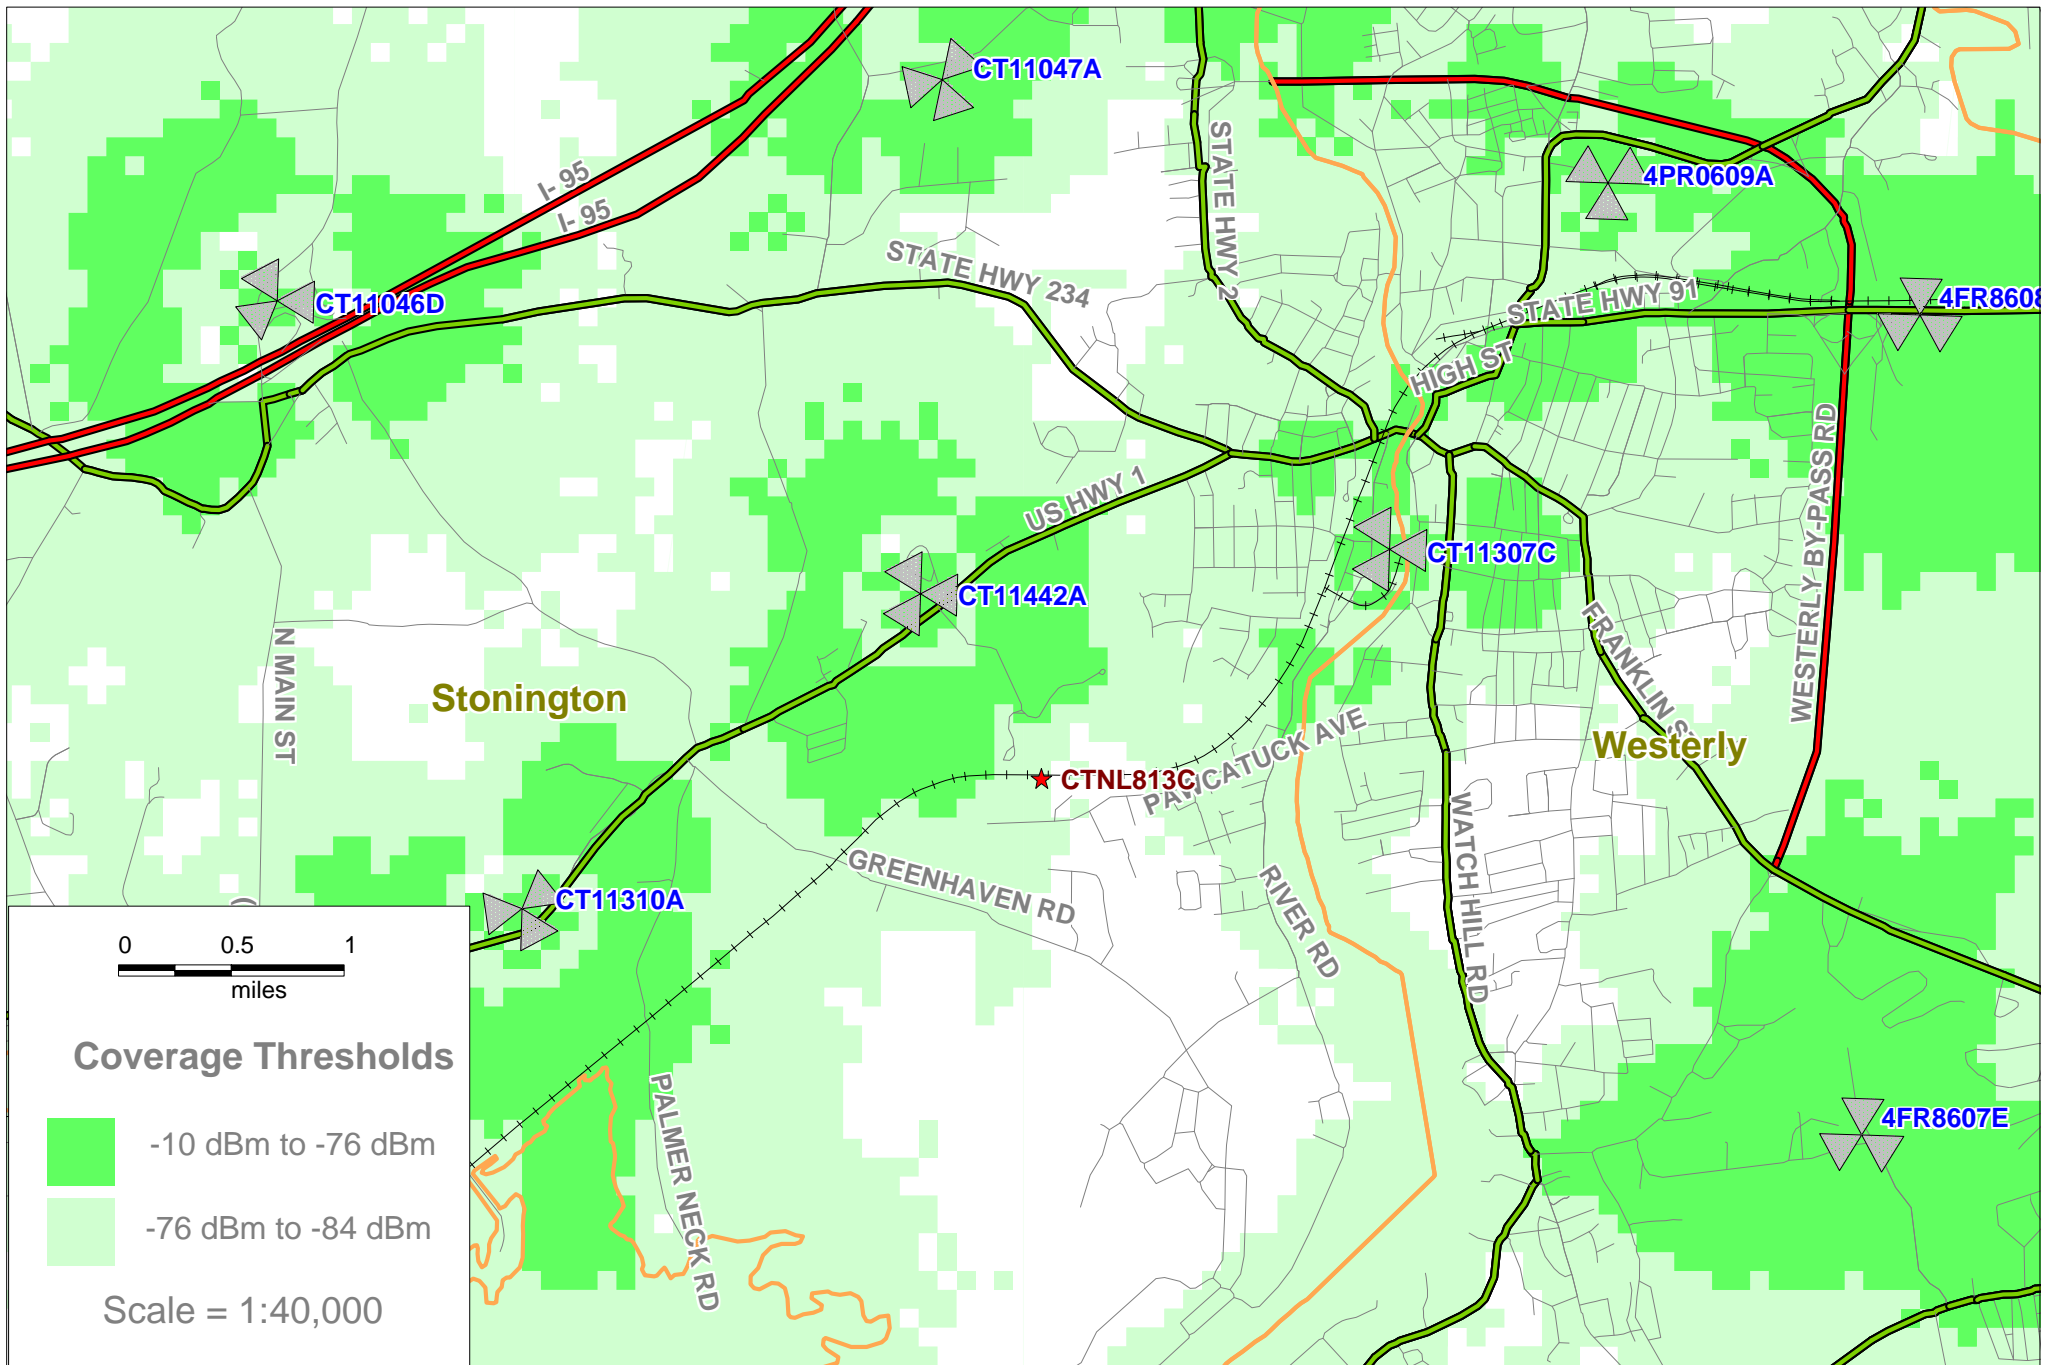 CT11047A
I- 95
I- 95
STATE HWY 2
4PR0609A
CT11046D
STATE HWY 234
STATE HWY 91
4FR8608
HIGH ST
WESTERLY BY-PASS RD
US HWY 1
CT11307C
CT11442A
N MAIN ST
Stonington
FRANKLIN S
Westerly
PAWCATUCK AVE
CTNL813C
WATCH HILL RD
GREENHAVEN RD
RIVER RD
CT11310A
PALMER NECK RD
4FR8607E
(
0 0.5 1
miles
Coverage Thresholds
-10 dBm to -76 dBm
-76 dBm to -84 dBm
Scale = 1:40,000